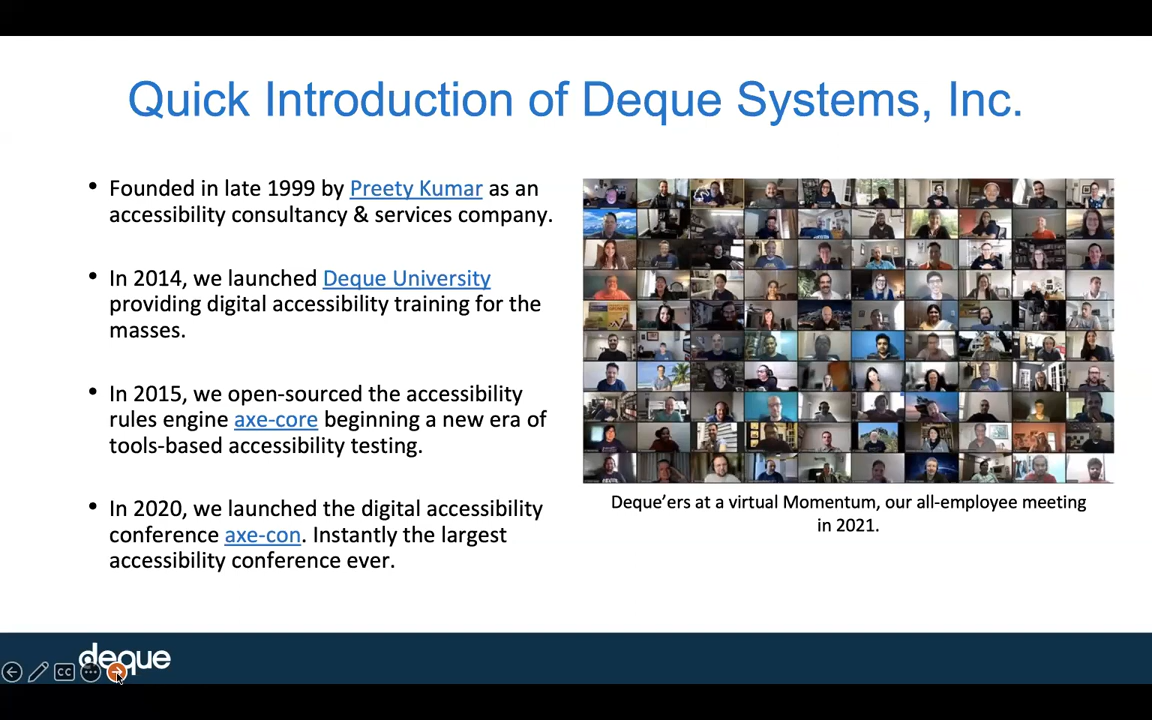 Quick Introduction of Deque Systems, Inc.
• Founded in late 1999 by Preety Kumar as an
accessibility consultancy & services company.
• In 2014, we launched Deque University
providing digital accessibility training for the
masses.
• In 2015, we open-sourced the accessibility
rules engine axe-core beginning a new era of
tools-based accessibility testing.
• In 2020, we launched the digital accessibility
conference axe-con. Instantly the largest
accessibility conference ever.
Deque’ers at a virtual Momentum, our all-employee meeting
in 2021.
deque
CC